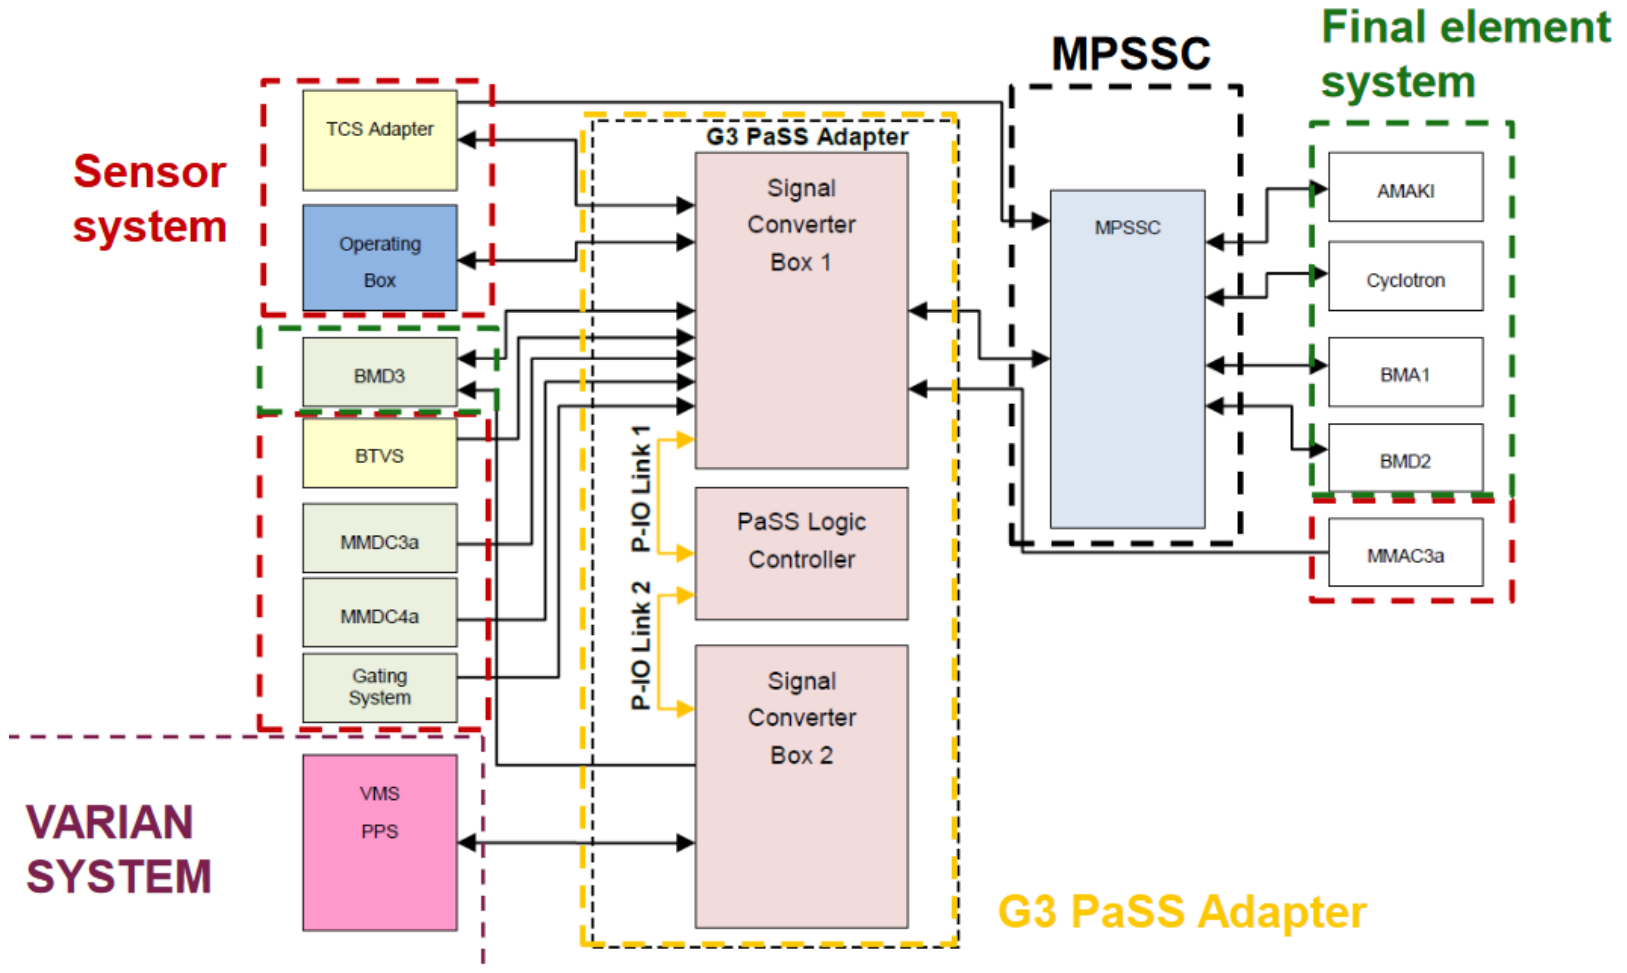 Final element
system
MPSSC
Sensor
system
TCS Adapter
Operating
Box
BMD3
BTVS
MMDC3a
MMDC4a
Gating
System
VARIAN
SYSTEM
VMS
PPS
G3 PaSS Adapter
Signal
Converter
Box 1
P-IO Link 1
PaSS Logic
Controller
P-IO Link 2
Signal
Converter
Box 2
G3 PaSS Adapter
MPSSC
AMAKI
Cyclotron
BMA1
BMD2
MMAC3a